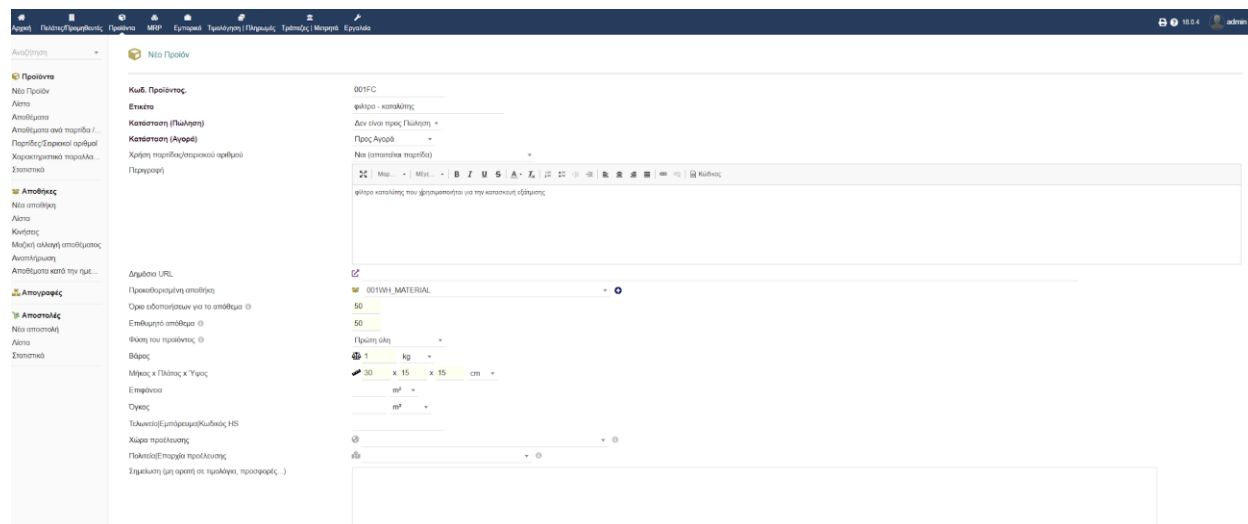 Αρχική Πελάτες/Προμηθευτές Προϊόντα MRP Εμπορικό Τιμολόγηση | Πληρωμές Τράπεζες | Μετρητά Εργαλεία 18.0.4 admin
Αναζήτηση
Νέο Προϊόν
Προϊόντα
Νέο Προϊόν
Λίστα
Αποθέματα
Αποθέματα ανά παρτίδα /...
Παρτίδες/Σειριακοί αριθμοί
Χαρακτηριστικά παραλλα...
Στατιστικά
Αποθήκες
Νέα αποθήκη
Λίστα
Κινήσεις
Μαζική αλλαγή αποθέματος
Αναπλήρωση
Αποθέματα κατά την ημε...
Απογραφές
Αποστολές
Νέα αποστολή
Λίστα
Στατιστικά
Κωδ. Προϊόντος. 001FC
Ετικέτα φιλτρο - καταλύτης
Κατάσταση (Πώληση) Δεν είναι προς Πώληση
Κατάσταση (Αγορά) Προς Αγορά
Χρήση παρτίδας/σειριακού αριθμού Ναι (απαιτείται παρτίδα)
Περιγραφή
Μορ... Μέγε... B I U S A Ix Κώδικας
φίλτρο καταλύτης που χρησιμοποιήται για την κατασκευή εξάτμισης
Δημόσιο URL
Προκαθορισμένη αποθήκη 001WH_MATERIAL
Όριο ειδοποιήσεων για το απόθεμα 50
Επιθυμητό απόθεμα 50
Φύση του προϊόντος Πρώτη ύλη
Βάρος 1 kg
Μήκος x Πλάτος x Ύψος 30 x 15 x 15 cm
Επιφάνεια m²
Όγκος m³
Τελωνείο|Εμπόρευμα|Κωδικός HS
Χώρα προέλευσης
Πολιτεία|Επαρχία προέλευσης
Σημείωση (μη ορατή σε τιμολόγια, προσφορές...)